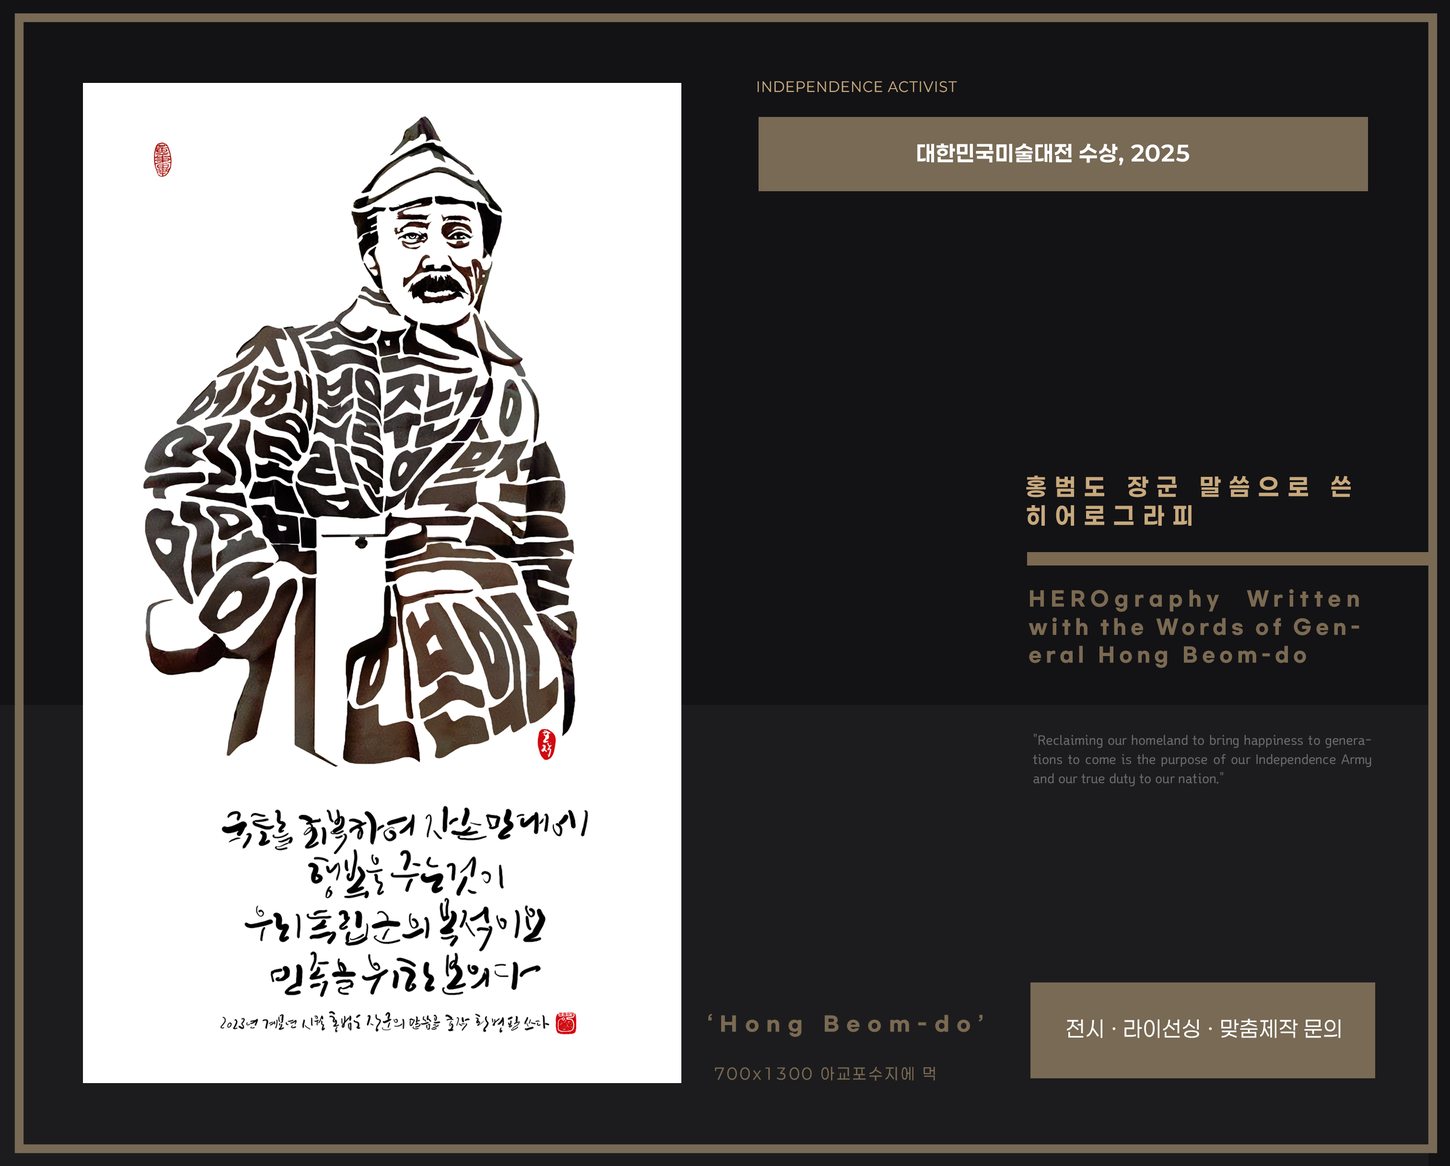 INDEPENDENCE ACTIVIST
대한민국미술대전 수상, 2025
국토를 회복하여 자손만대에
행복을 주는것이
우리독립군의 목적이요
민족을 위한 본의다
홍범도 장군 말씀으로 쓴
히어로그라피
HEROgraphy Written
with the Words of Gen-
eral Hong Beom-do
"Reclaiming our homeland to bring happiness to genera-
tions to come is the purpose of our Independence Army
and our true duty to our nation."
‘Hong Beom-do’
700x1300 아교포수지에 먹
전시 · 라이선싱 · 맞춤제작 문의